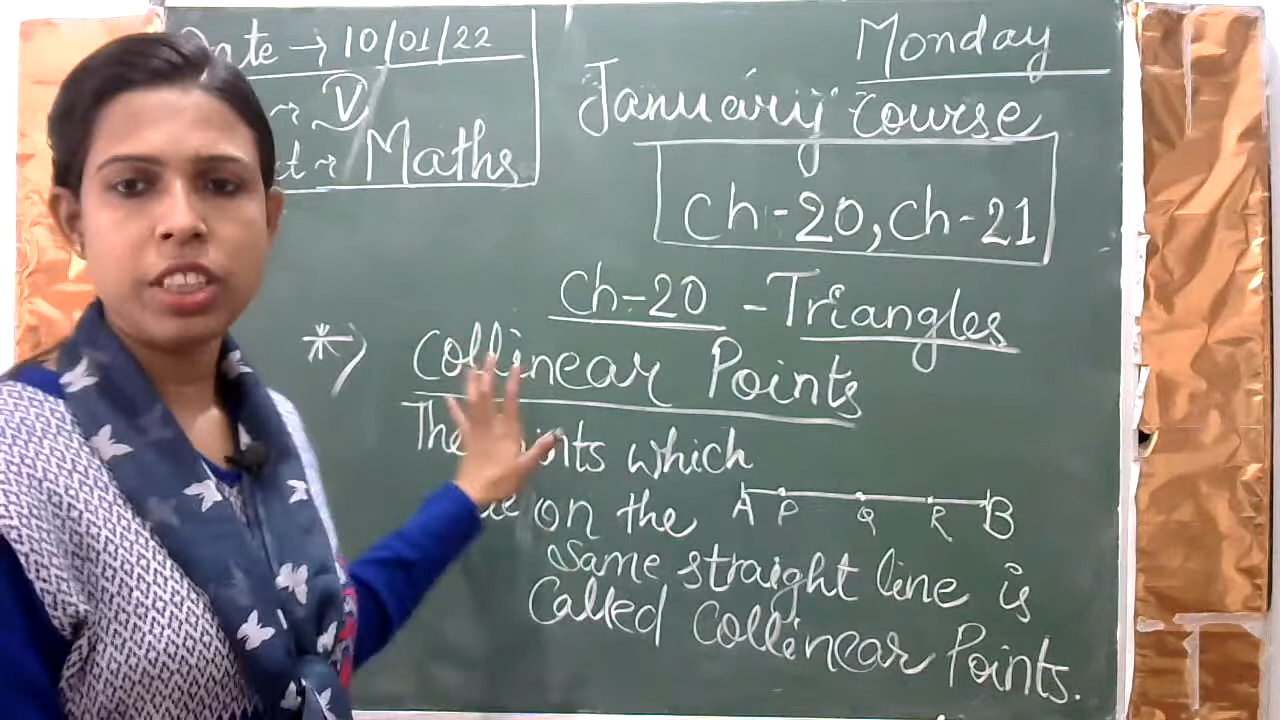 Date → 10/01/22
→ V
Maths
Monday
January course
Ch-20, Ch-21
Ch-20 - Triangles
*) Collinear Points
The points which
on the
A P Q R B
same straight line is
Called Collinear Points.